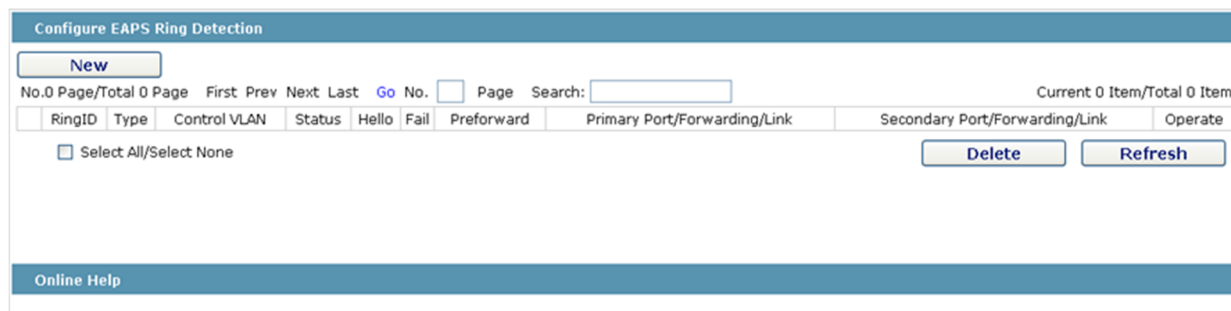 Configure EAPS Ring Detection
New
No.0 Page/Total 0 Page First Prev Next Last Go No. Page Search: Current 0 Item/Total 0 Item
RingID Type Control VLAN Status Hello Fail Preforward Primary Port/Forwarding/Link Secondary Port/Forwarding/Link Operate
Select All/Select None Delete Refresh
Online Help